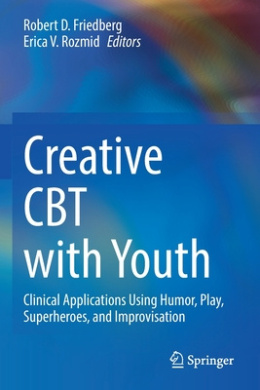 Robert D. Friedberg
Erica V. Rozmid Editors
Creative
CBT
with Youth
Clinical Applications Using Humor, Play,
Superheroes, and Improvisation
Springer